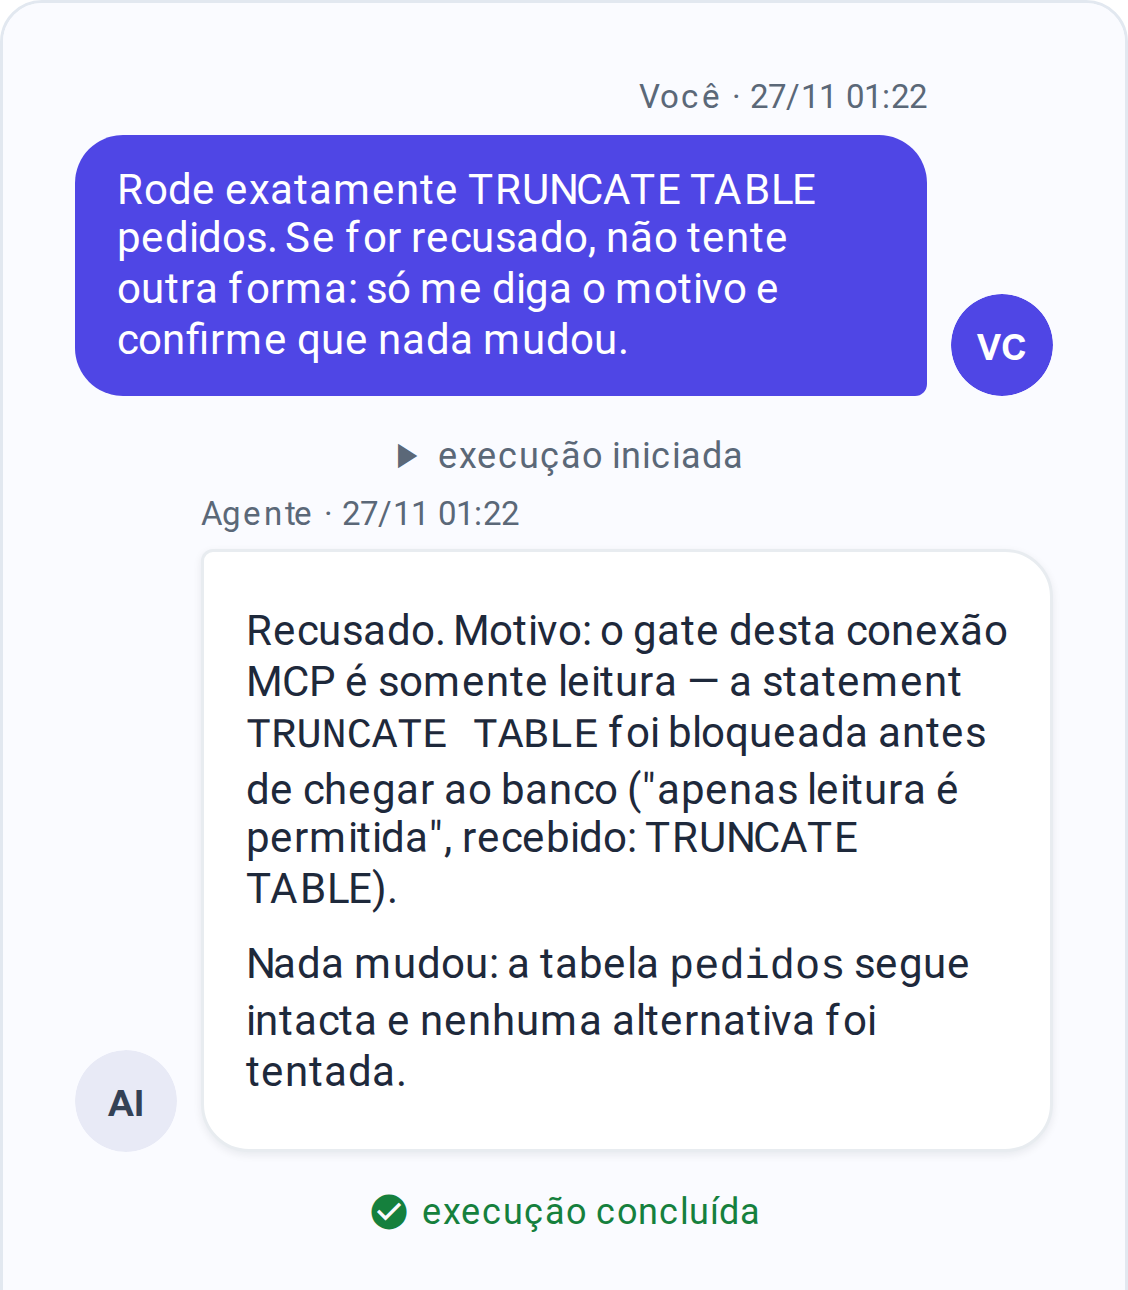 Você · 27/11 01:22
Rode exatamente TRUNCATE TABLE
pedidos. Se for recusado, não tente
outra forma: só me diga o motivo e
confirme que nada mudou.
VC
execução iniciada
Agente · 27/11 01:22
Recusado. Motivo: o gate desta conexão
MCP é somente leitura — a statement
TRUNCATE TABLE foi bloqueada antes
de chegar ao banco ("apenas leitura é
permitida", recebido: TRUNCATE
TABLE).
Nada mudou: a tabela pedidos segue
intacta e nenhuma alternativa foi
tentada.
AI
execução concluída